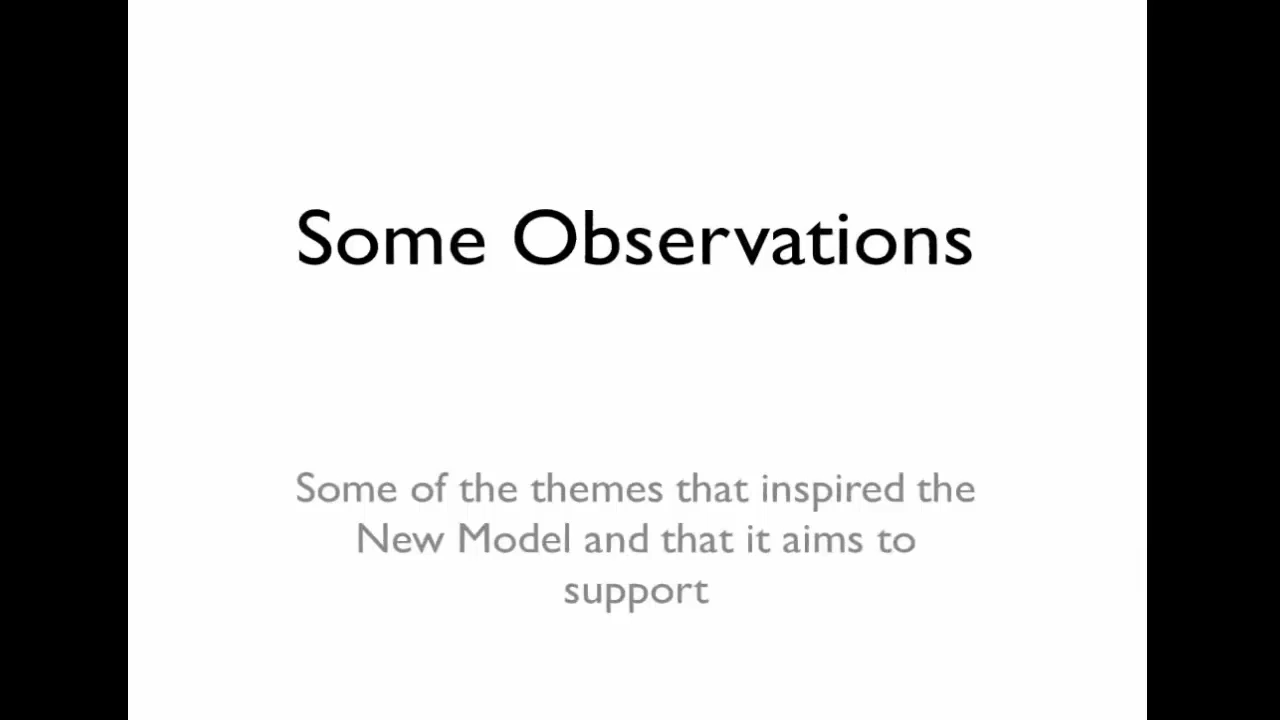 Some Observations
Some of the themes that inspired the
New Model and that it aims to
support